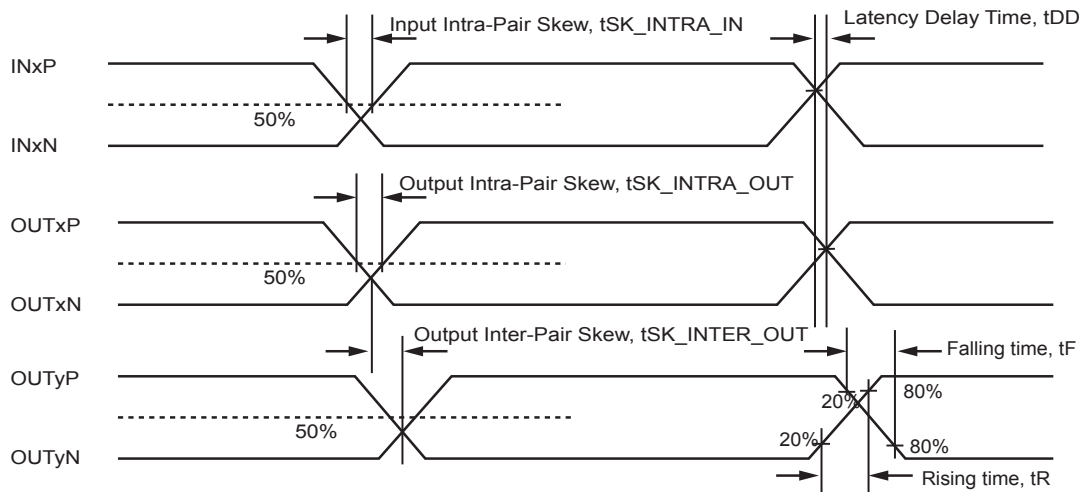 Input Intra-Pair Skew, tSK_INTRA_IN
Latency Delay Time, tDD
INxP
50%
INxN
Output Intra-Pair Skew, tSK_INTRA_OUT
OUTxP
50%
OUTxN
Output Inter-Pair Skew, tSK_INTER_OUT
Falling time, tF
OUTyP
20%
80%
50%
20%
80%
OUTyN
Rising time, tR